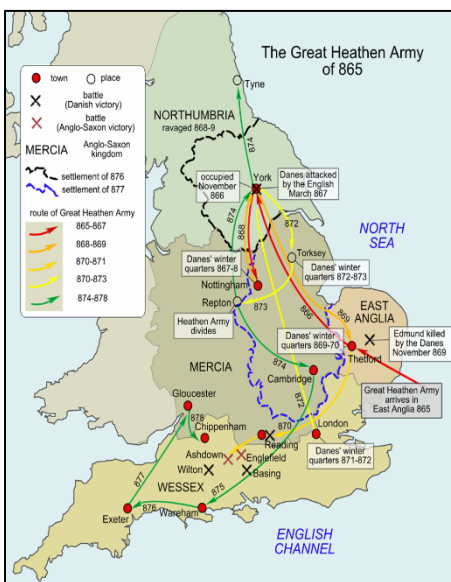 The Great Heathen Army
of 865
town
place
battle
(Danish victory)
battle
(Anglo-Saxon victory)
MERCIA
Anglo-Saxon
kingdom
settlement of 876
settlement of 877
route of Great Heathen Army
865-867
868-869
870-871
870-873
874-878
Tyne
NORTHUMBRIA
ravaged 868-9
874
occupied
November
866
York
Danes attacked
by the English
March 867
NORTH
SEA
874
868
872
Danes' winter
quarters 867-8
Torksey
Danes' winter
quarters 872-873
Nottingham
Repton
873
866
869
EAST
ANGLIA
Heathen Army
divides
Danes' winter
quarters 869-70
Edmund killed
by the Danes
November 869
Thetford
MERCIA
874
Cambridge
872
Great Heathen Army
arrives in
East Anglia 865
Gloucester
878
Chippenham
870
London
Reading
Ashdown
Englefield
Danes' winter
quarters 871-872
Wilton
Basing
WESSEX
877
875
Exeter
876
Wareham
ENGLISH
CHANNEL